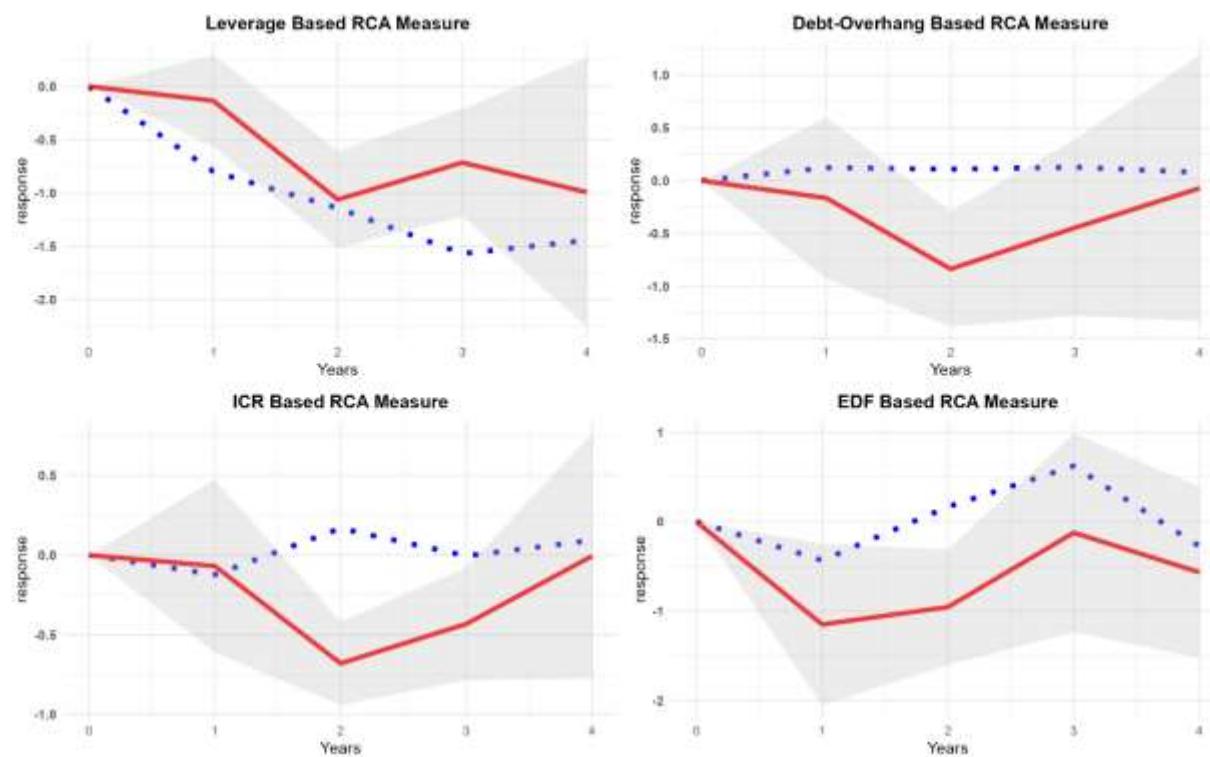 Leverage Based RCA Measure
0.0
-0.5
-1.0
-1.5
-2.0
response
0 1 2 3 4
Years
Debt-Overhang Based RCA Measure
1.0
0.5
0.0
-0.5
-1.0
-1.5
response
0 1 2 3 4
Years
ICR Based RCA Measure
0.5
0.0
-0.5
-1.0
response
0 1 2 3 4
Years
EDF Based RCA Measure
1
0
-1
-2
response
0 1 2 3 4
Years